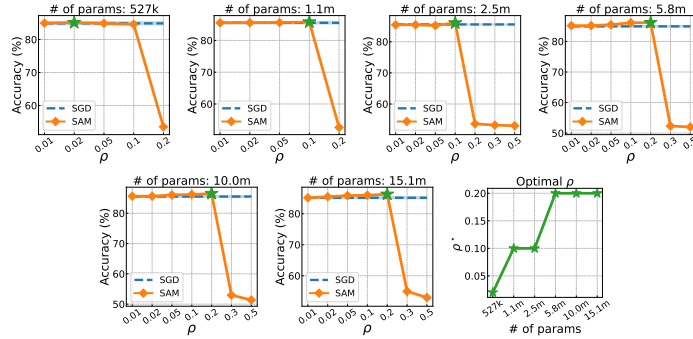 # of params: 527k
Accuracy (%)
80
60
SGD
SAM
0.01
0.02
0.05
0.1
0.2
ρ
# of params: 1.1m
Accuracy (%)
80
60
SGD
SAM
0.01
0.02
0.05
0.1
0.2
ρ
# of params: 2.5m
Accuracy (%)
80
60
SGD
SAM
0.01
0.02
0.05
0.1
0.2
0.3
0.5
ρ
# of params: 5.8m
Accuracy (%)
80
70
60
50
SGD
SAM
0.01
0.02
0.05
0.1
0.2
0.3
0.5
ρ
# of params: 10.0m
Accuracy (%)
80
70
60
50
SGD
SAM
0.01
0.02
0.05
0.1
0.2
0.3
0.5
ρ
# of params: 15.1m
Accuracy (%)
80
70
60
SGD
SAM
0.01
0.02
0.05
0.1
0.2
0.3
0.5
ρ
Optimal ρ
ρ*
0.20
0.15
0.10
0.05
527k
1.1m
2.5m
5.8m
10.0m
15.1m
# of params